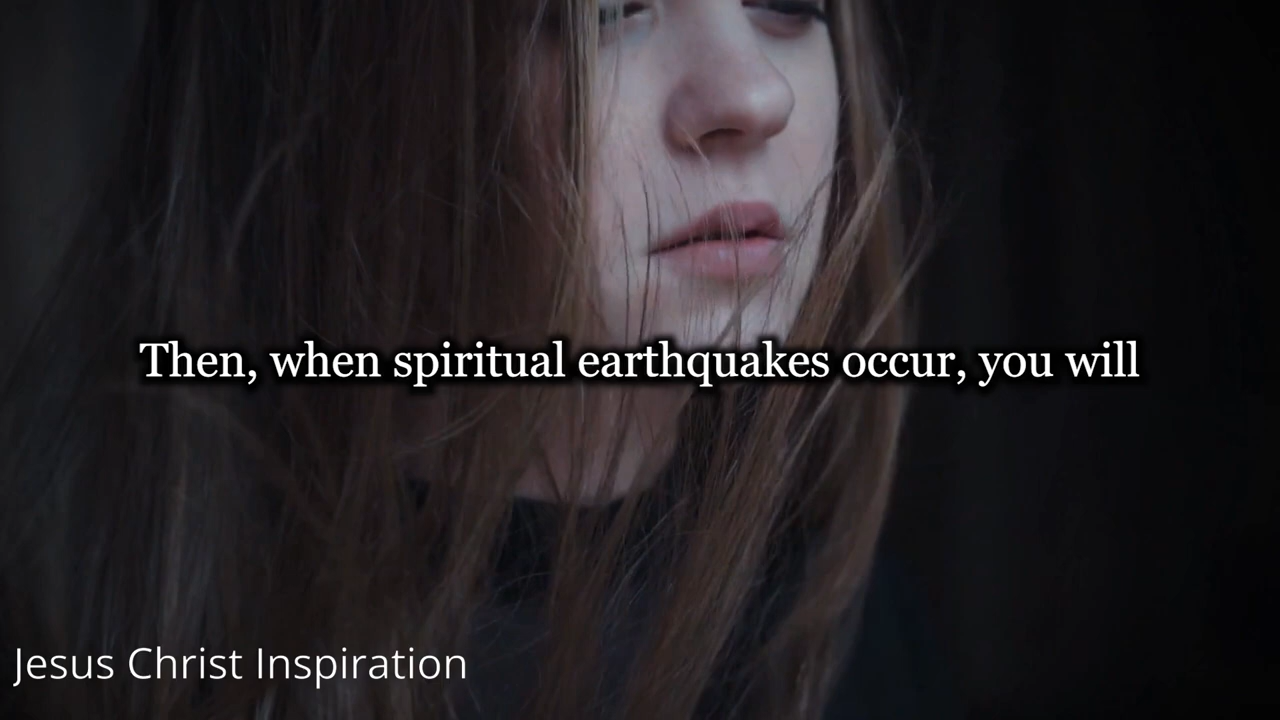 Then, when spiritual earthquakes occur, you will
Jesus Christ Inspiration